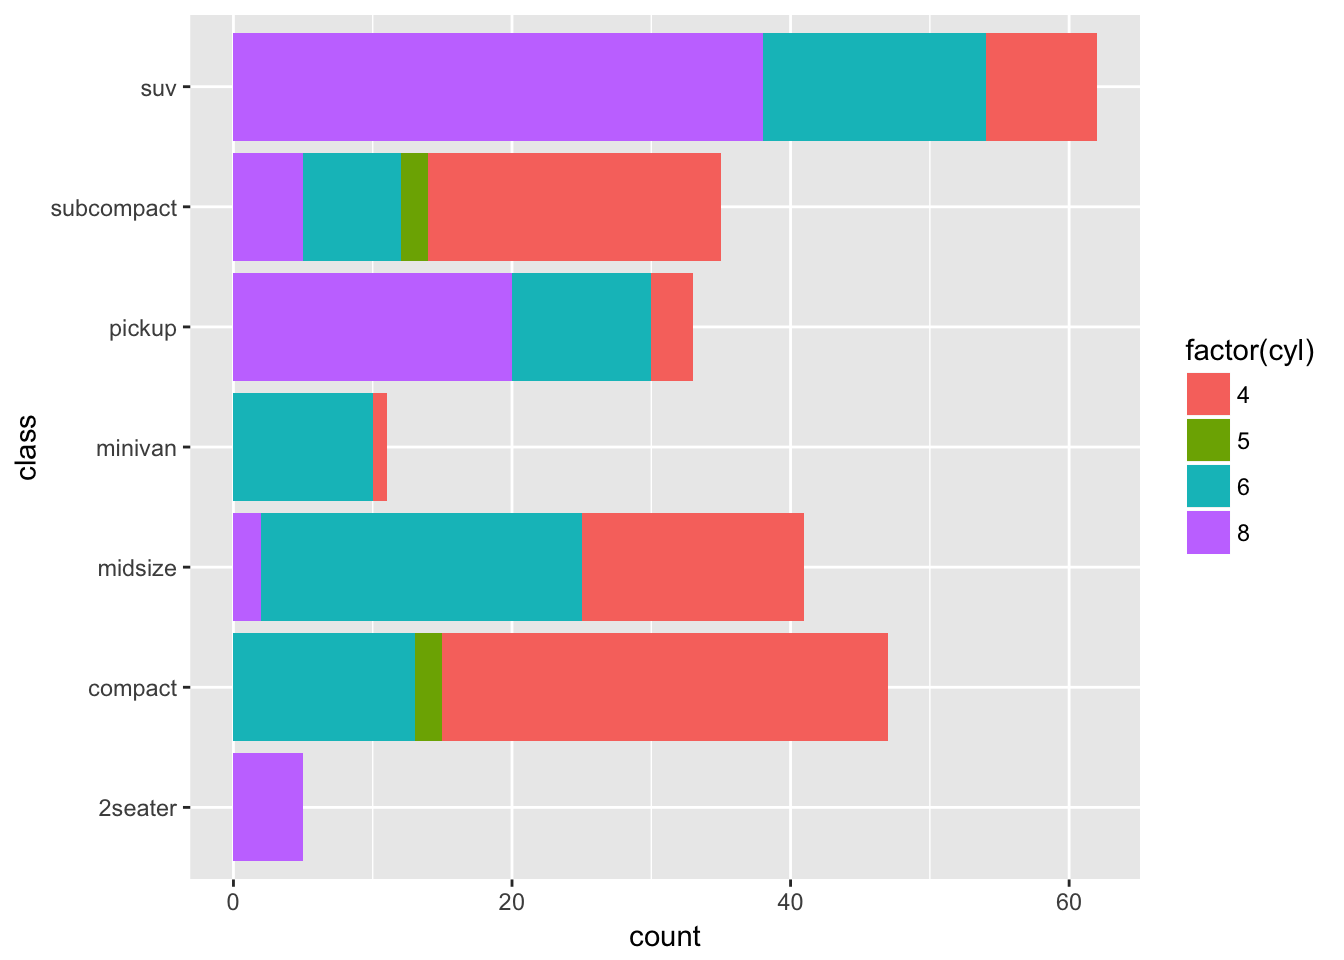 suv
subcompact
pickup
minivan
midsize
compact
2seater
class
0 20 40 60
count
factor(cyl)
4
5
6
8